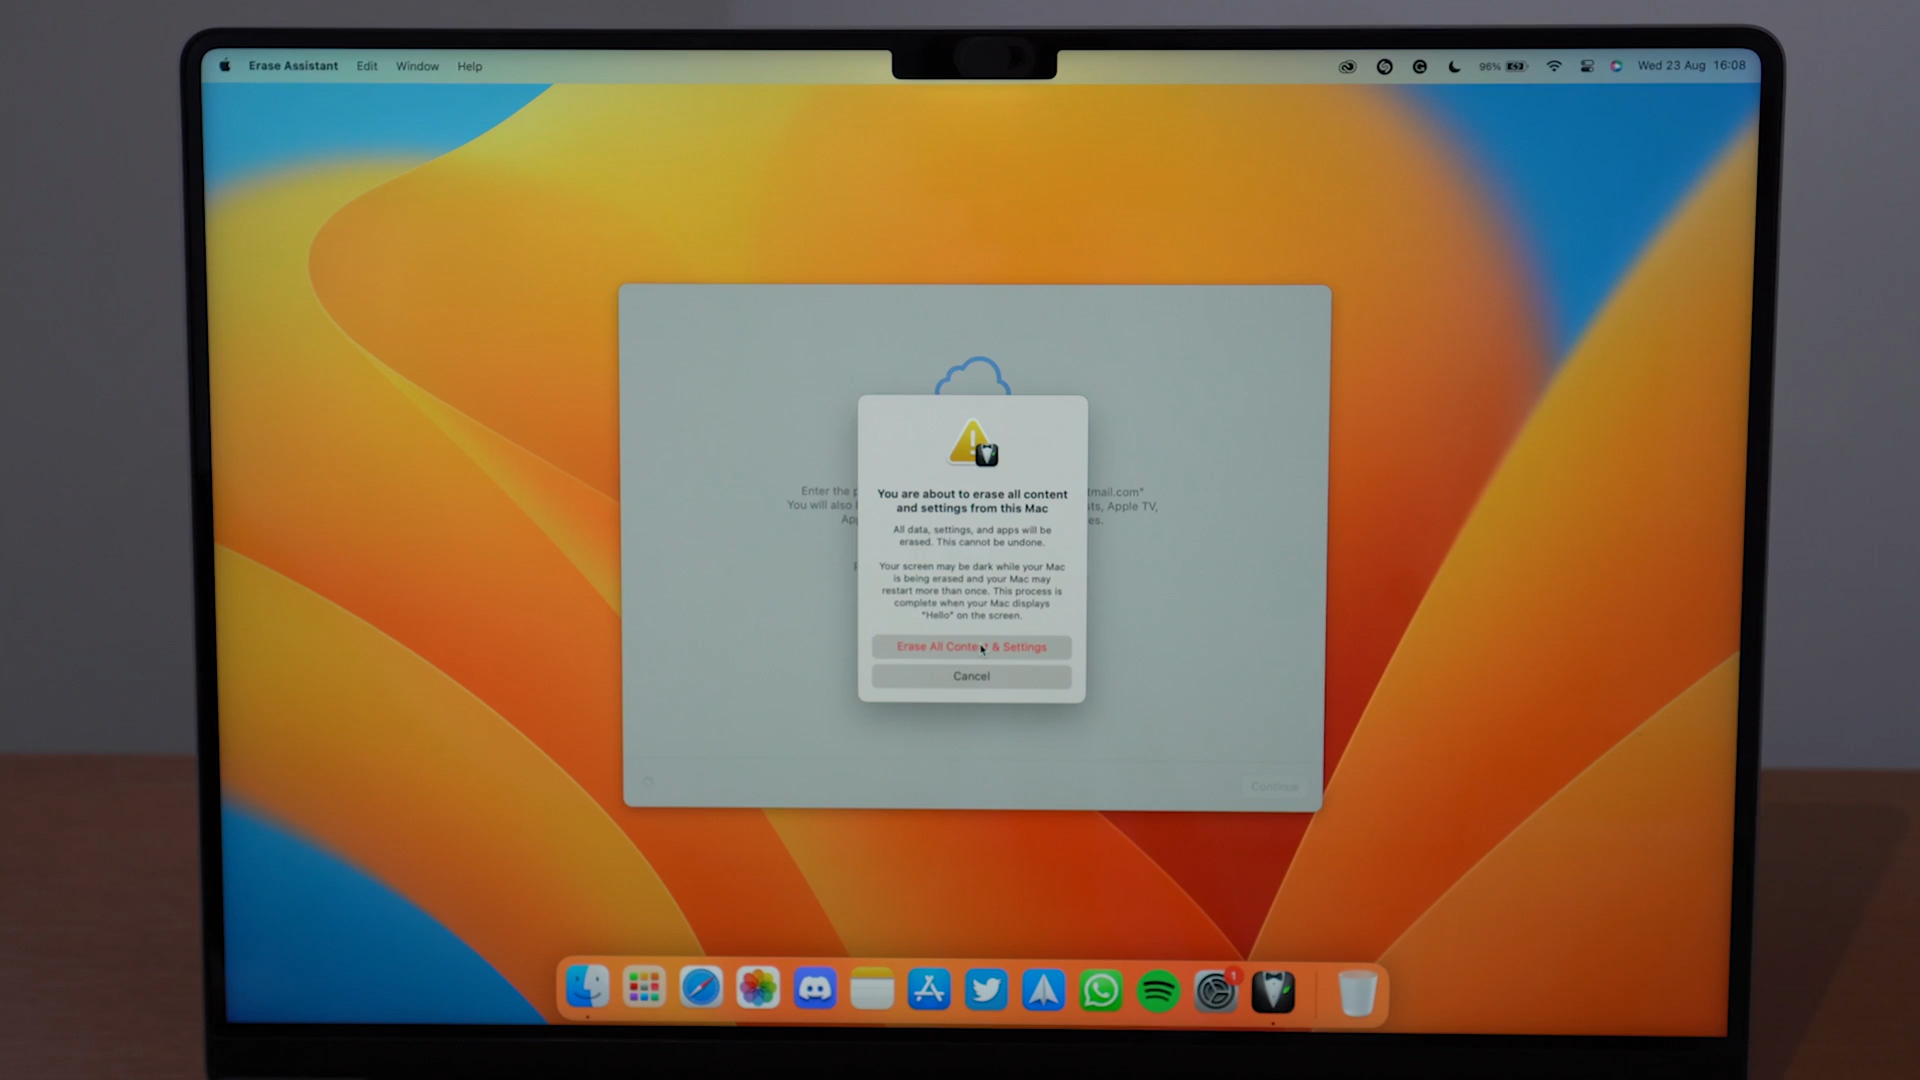 Erase Assistant Edit Window Help
96% Wed 23 Aug 16:08
Enter the
tmail.com"
You will also
Apple TV,
You are about to erase all content
and settings from this Mac
All data, settings, and apps will be
erased. This cannot be undone.
Your screen may be dark while your Mac
is being erased and your Mac may
restart more than once. This process is
complete when your Mac displays
"Hello" on the screen.
Erase All Content & Settings
Cancel
Continue
1